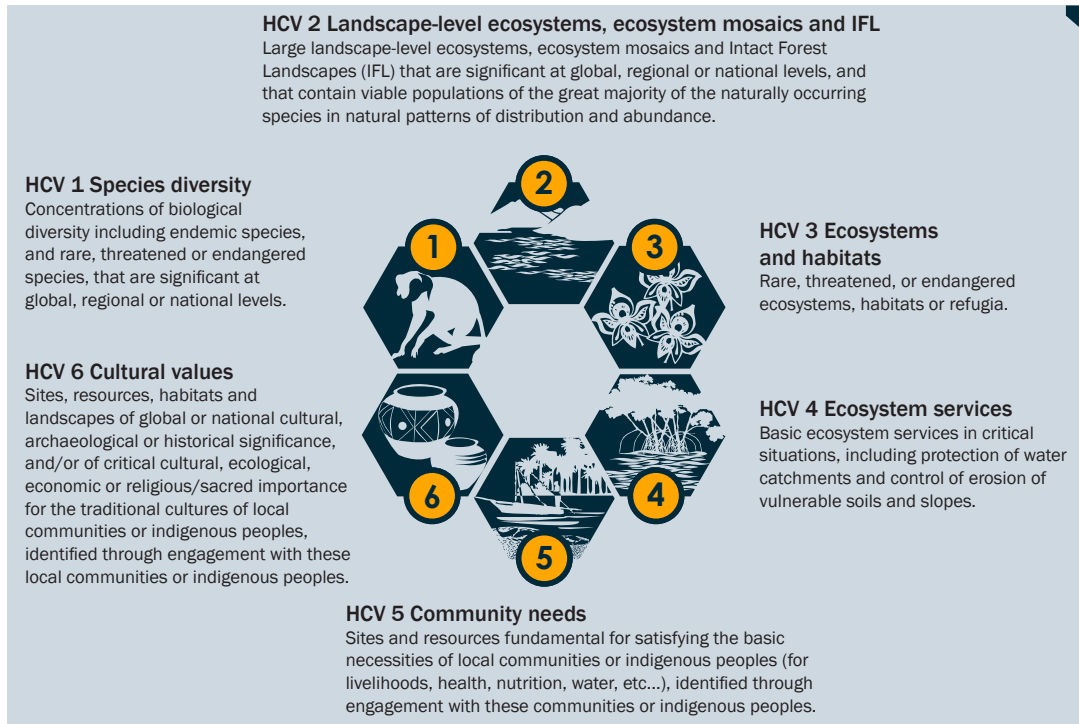 HCV 2 Landscape-level ecosystems, ecosystem mosaics and IFL
Large landscape-level ecosystems, ecosystem mosaics and Intact Forest
Landscapes (IFL) that are significant at global, regional or national levels, and
that contain viable populations of the great majority of the naturally occurring
species in natural patterns of distribution and abundance.
HCV 1 Species diversity
Concentrations of biological
diversity including endemic species,
and rare, threatened or endangered
species, that are significant at
global, regional or national levels.
2
1
3
HCV 3 Ecosystems
and habitats
Rare, threatened, or endangered
ecosystems, habitats or refugia.
HCV 6 Cultural values
Sites, resources, habitats and
landscapes of global or national cultural,
archaeological or historical significance,
and/or of critical cultural, ecological,
economic or religious/sacred importance
for the traditional cultures of local
communities or indigenous peoples,
identified through engagement with these
local communities or indigenous peoples.
6
4
5
HCV 4 Ecosystem services
Basic ecosystem services in critical
situations, including protection of water
catchments and control of erosion of
vulnerable soils and slopes.
HCV 5 Community needs
Sites and resources fundamental for satisfying the basic
necessities of local communities or indigenous peoples (for
livelihoods, health, nutrition, water, etc...), identified through
engagement with these communities or indigenous peoples.